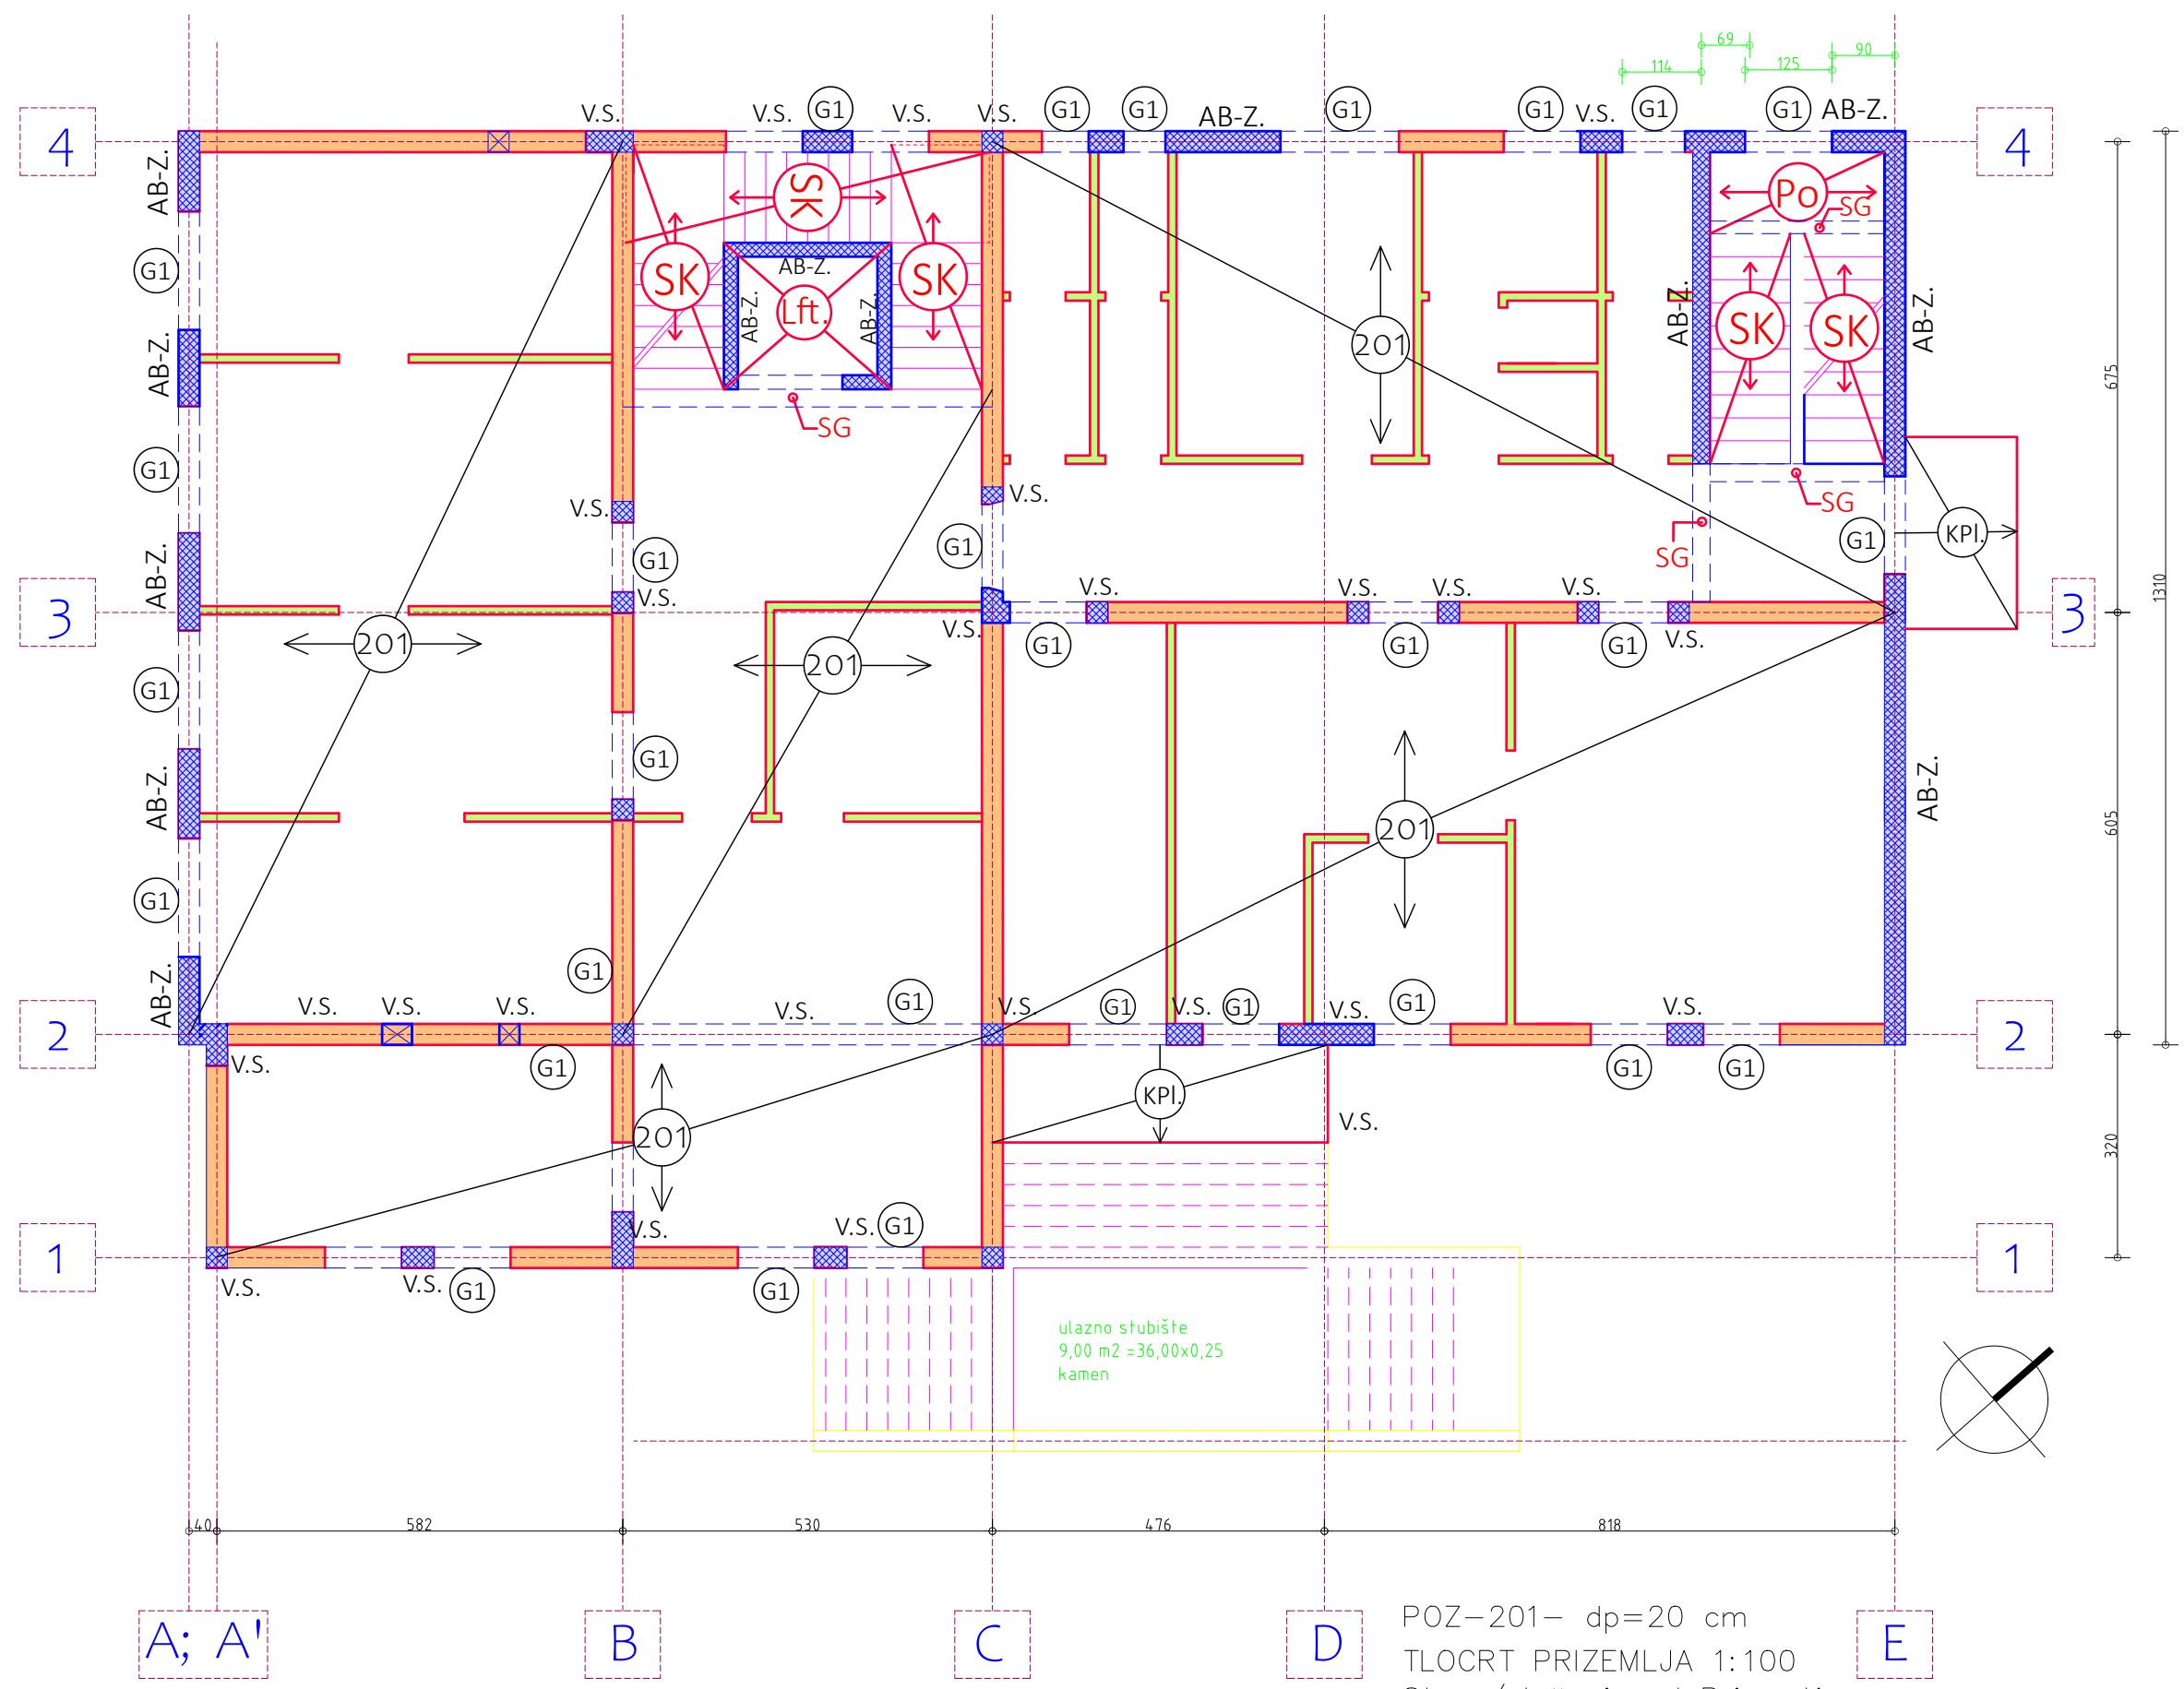 69
114
125
90
V.S.
V.S.
G1
V.S.
V.S.
G1
G1
AB-Z.
G1
G1
V.S.
G1
G1
AB-Z.
4
4
AB-Z.
SK
Po
SG
G1
SK
AB-Z.
SK
AB-Z.
Lft.
AB-Z.
AB-Z.
SK
SK
AB-Z.
201
AB-Z.
675
SG
G1
V.S.
V.S.
SG
G1
G1
G1
KPl.
SG
AB-Z.
1310
3
V.S.
V.S.
V.S.
V.S.
V.S.
3
V.S.
G1
G1
G1
V.S.
201
201
G1
G1
AB-Z.
AB-Z.
201
605
G1
G1
AB-Z.
V.S.
V.S.
V.S.
V.S.
G1
V.S.
G1
V.S.
G1
V.S.
G1
V.S.
2
2
V.S.
G1
G1
G1
KPl.
201
V.S.
320
V.S.
V.S.
G1
1
1
V.S.
V.S.
G1
G1
ulazno stubište
9,00 m2 =36,00x0,25
kamen
40
582
530
476
818
A; A'
B
C
D
E
POZ-201- dp=20 cm
TLOCRT PRIZEMLJA 1:100